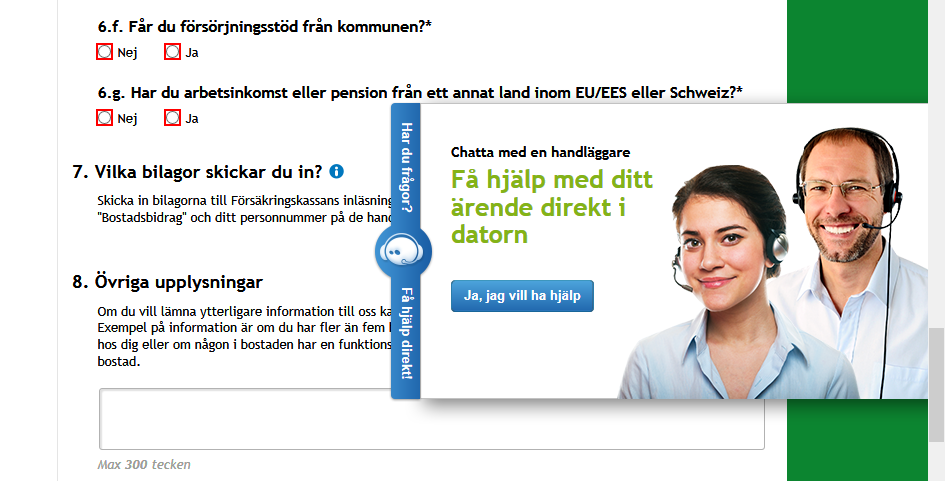 6.f. Får du försörjningsstöd från kommunen?*
Nej Ja
6.g. Har du arbetsinkomst eller pension från ett annat land inom EU/EES eller Schweiz?*
Nej Ja
7. Vilka bilagor skickar du in? i
Skicka in bilagorna till Försäkringskassans inläsning
"Bostadsbidrag" och ditt personnummer på de hand
8. Övriga upplysningar
Om du vill lämna ytterligare information till oss ka
Exempel på information är om du har fler än fem b
hos dig eller om någon i bostaden har en funktions
bostad.
Max 300 tecken
Har du frågor?
Få hjälp direkt!
Chatta med en handläggare
Få hjälp med ditt
ärende direkt i
datorn
Ja, jag vill ha hjälp